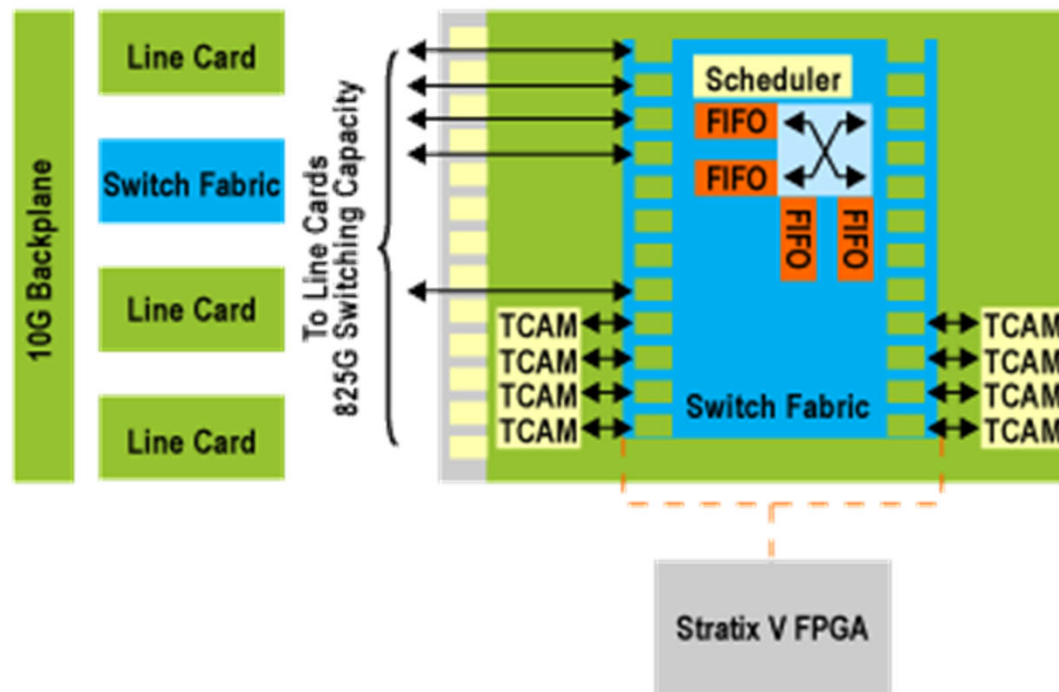 10G Backplane
Line Card
Switch Fabric
Line Card
Line Card
To Line Cards
825G Switching Capacity
Scheduler
FIFO
FIFO
FIFO
FIFO
TCAM
TCAM
TCAM
TCAM
Switch Fabric
TCAM
TCAM
TCAM
TCAM
Stratix V FPGA